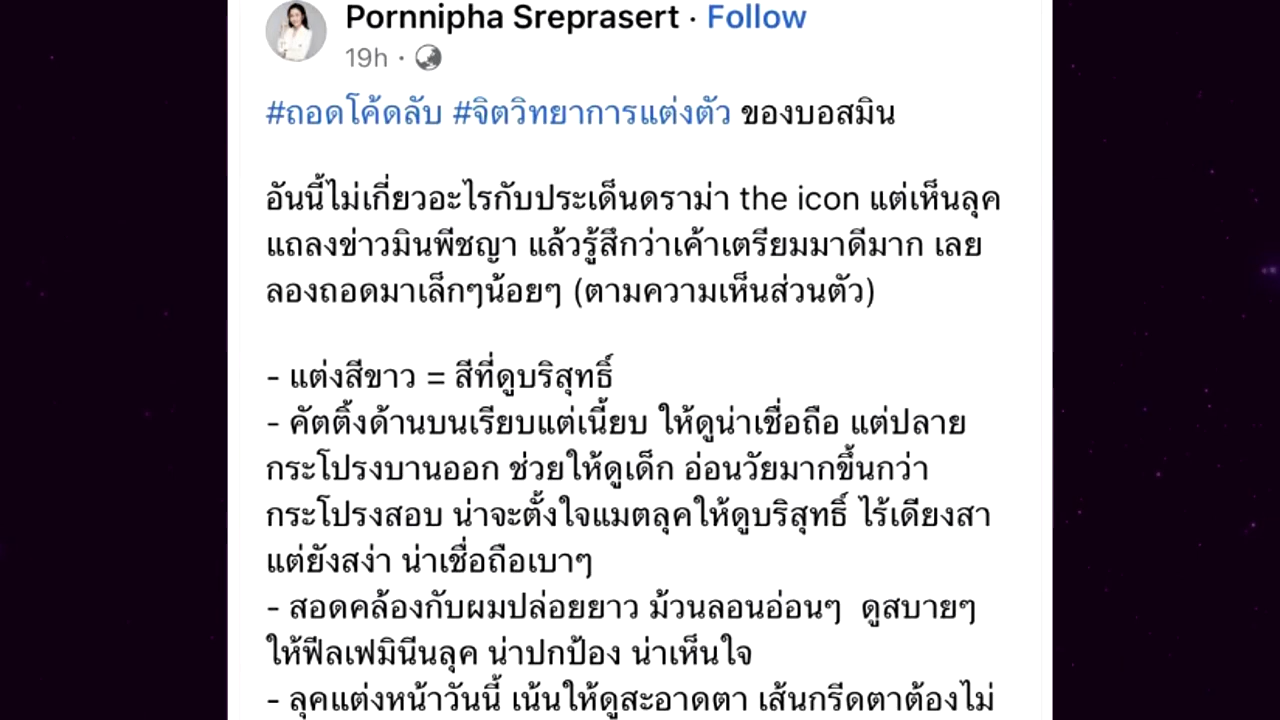 Pornnipha Sreprasert · Follow
19h ·
#ถอดโค้ดลับ #จิตวิทยาการแต่งตัว ของบอสมิน
อันนี้ไม่เกี่ยวอะไรกับประเด็นดราม่า the icon แต่เห็นลุค
แถลงข่าวมินพีชญา แล้วรู้สึกว่าเค้าเตรียมมาดีมาก เลย
ลองถอดมาเล็กๆน้อยๆ (ตามความเห็นส่วนตัว)
- แต่งสีขาว = สีที่ดูบริสุทธิ์
- คัตติ้งด้านบนเรียบแต่เนี้ยบ ให้ดูน่าเชื่อถือ แต่ปลาย
กระโปรงบานออก ช่วยให้ดูเด็ก อ่อนวัยมากขึ้นกว่า
กระโปรงสอบ น่าจะตั้งใจแมตลุคให้ดูบริสุทธิ์ ไร้เดียงสา
แต่ยังสง่า น่าเชื่อถือเบาๆ
- สอดคล้องกับผมปล่อยยาว ม้วนลอนอ่อนๆ ดูสบายๆ
ให้ฟีลเฟมินีนลุค น่าปกป้อง น่าเห็นใจ
- ลุคแต่งหน้าวันนี้ เน้นให้ดูสะอาดตา เส้นกรีดตาต้องไม่